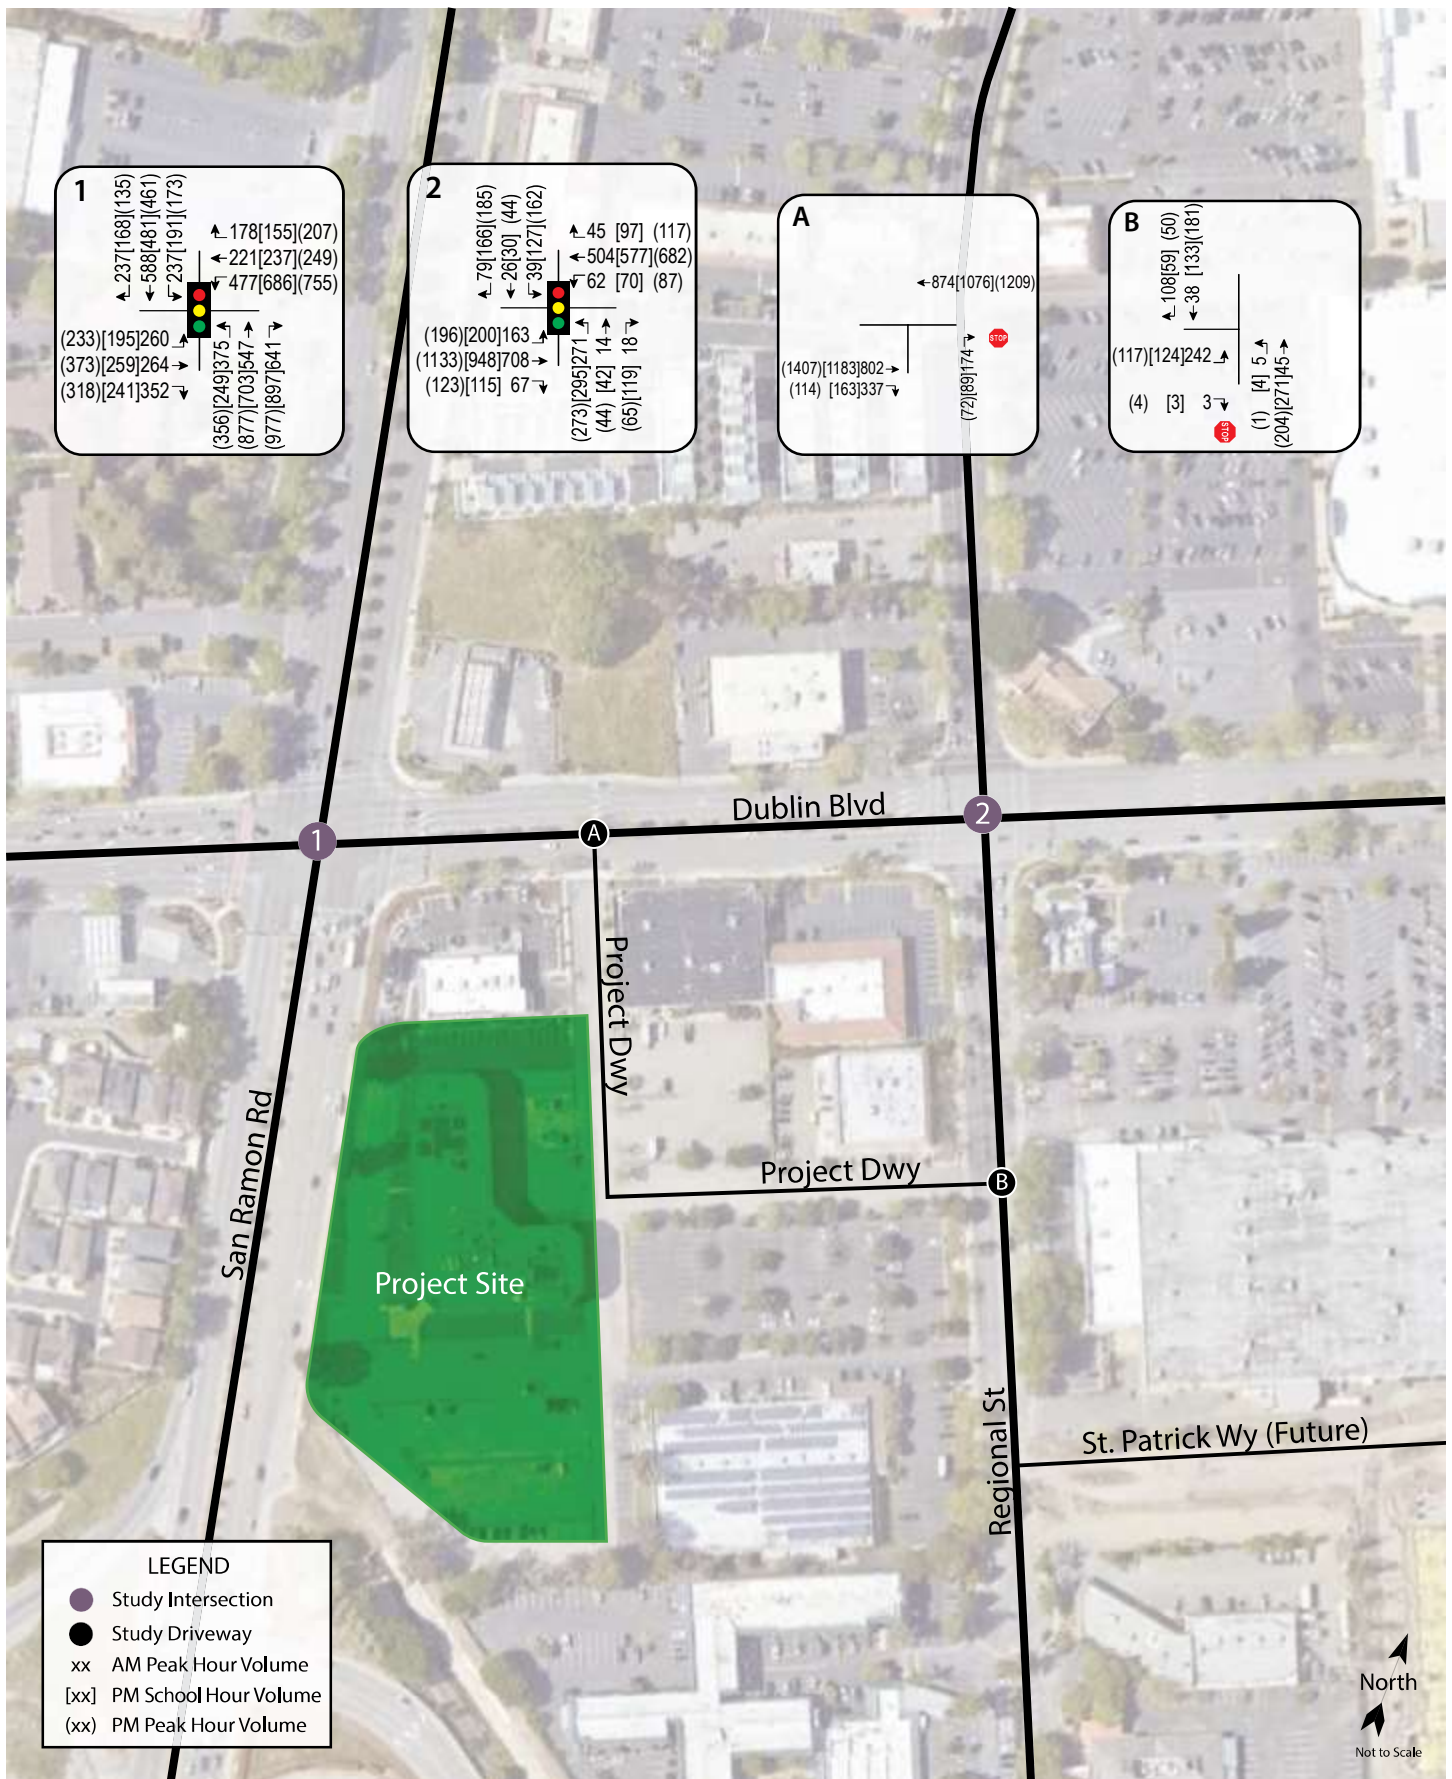 1
237[168](135)
588[481](461)
237[191](173)
178[155](207)
221[237](249)
477[686](755)
(233)[195]260
(373)[259]264
(318)[241]352
(356)[249]375
(877)[703]547
(977)[897]641
2
79[166](185)
26[30] (44)
39[127](162)
45 [97] (117)
504[577](682)
62 [70] (87)
(196)[200]163
(1133)[948]708
(123)[115] 67
(273)[295]271
(44) [42] 14
(65)[119] 18
A
874[1076](1209)
(1407)[1183]802
(114) [163]337
(72)[89]174
STOP
B
108[59] (50)
38 [133](181)
(117)[124]242
(4) [3] 3
STOP
(1) [4] 5
(204)[271]45
Dublin Blvd
1
A
2
Project Dwy
Project Dwy
B
San Ramon Rd
Project Site
Regional St
St. Patrick Wy (Future)
LEGEND
Study Intersection
Study Driveway
xx AM Peak Hour Volume
[xx] PM School Hour Volume
(xx) PM Peak Hour Volume
North
Not to Scale